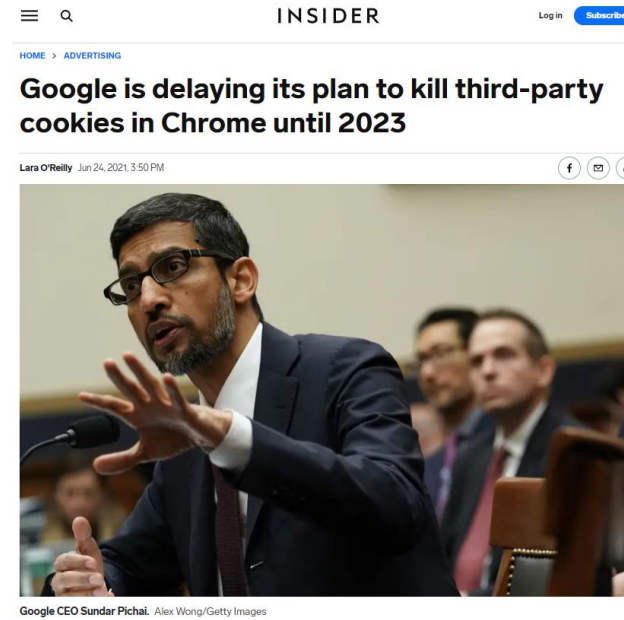 INSIDER
Log in
Subscribe
HOME > ADVERTISING
Google is delaying its plan to kill third-party
cookies in Chrome until 2023
Lara O'Reilly Jun 24, 2021, 3:50 PM
Google CEO Sundar Pichai. Alex Wong/Getty Images